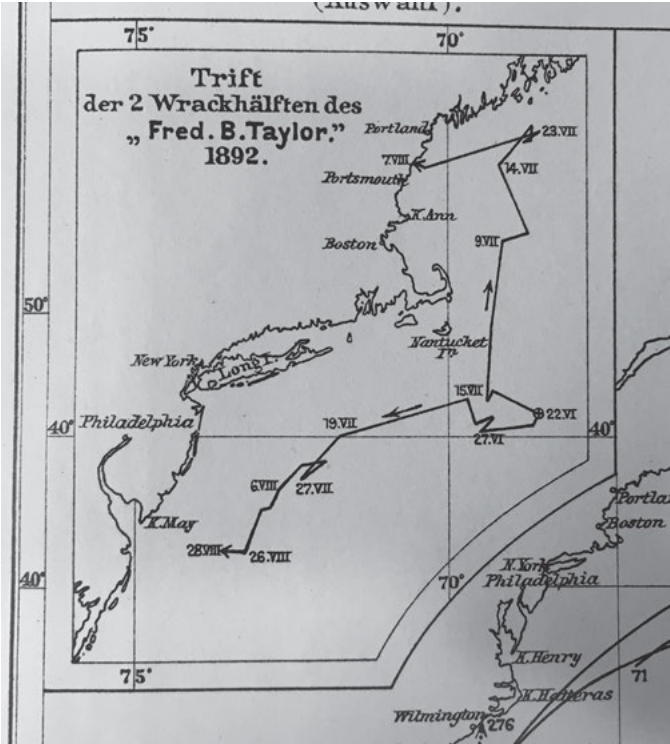 (Auswahl).
75°
70
Trift
der 2 Wrackhälften des
„Fred. B. Taylor.”
1892.
Portland
23.VII
7.VIII
14.VII
Portsmouth
K.Ann
Boston
9.VII
50°
Nantucket
In
New York
Long I.
15.VII
22.VI
Philadelphia
19.VII
27.VI
40°
6.VIII
27.VII
K.May
28.VIII
26.VIII
Portla
Boston
N.York
Philadelphia
40°
70°
K.Henry
75°
71
K.Hatteras
Wilmington
276